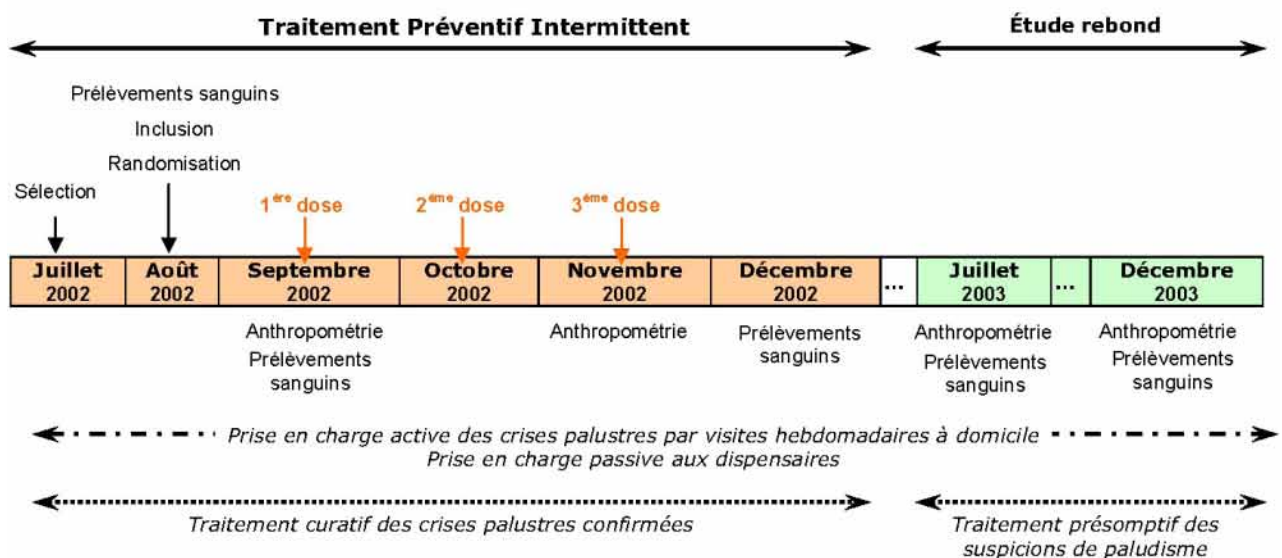 Traitement Préventif Intermittent
Étude rebond
Prélèvements sanguins
Inclusion
Randomisation
Sélection
1ére dose
2éme dose
3éme dose
Juillet
2002
Août
2002
Septembre
2002
Octobre
2002
Novembre
2002
Décembre
2002
...
Juillet
2003
...
Décembre
2003
Anthropométrie
Prélèvements
sanguins
Anthropométrie
Prélèvements
sanguins
Anthropométrie
Prélèvements
sanguins
Anthropométrie
Prélèvements
sanguins
Prise en charge active des crises palustres par visites hebdomadaires à domicile
Prise en charge passive aux dispensaires
Traitement curatif des crises palustres confirmées
Traitement présomptif des
suspicions de paludisme